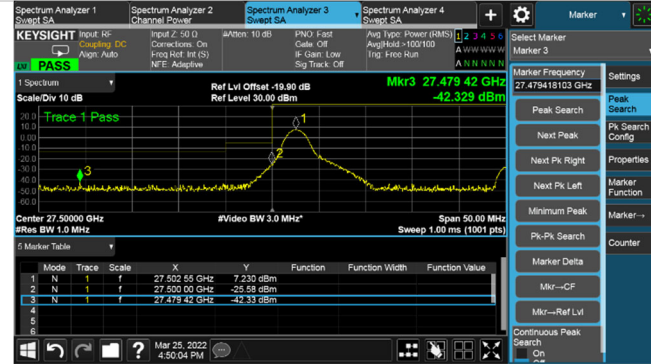 Spectrum Analyzer 1
Swept SA
Spectrum Analyzer 2
Channel Power
Spectrum Analyzer 3
Swept SA
Spectrum Analyzer 4
Swept SA
+
Marker
KEYSIGHT
Input: RF
Coupling: DC
Align: Auto
Input Z: 50 Ω
Corrections: On
Freq Ref: Int (S)
NFE: Adaptive
#Atten: 10 dB
PNO: Fast
Gate: Off
IF Gain: Low
Sig Track: Off
Avg Type: Power (RMS)
Avg|Hold:>100/100
Trig: Free Run
1 2 3 4 5 6
A W W W W W
A N N N N N
LVI PASS
1 Spectrum
Scale/Div 10 dB
Ref Lvl Offset -19.90 dB
Ref Level 30.00 dBm
Mkr3 27.479 42 GHz
-42.329 dBm
Trace 1 Pass
20.0
10.0
0.00
-10.0
-20.0
-30.0
-40.0
-50.0
-60.0
1
2
3
Center 27.50000 GHz
#Res BW 1.0 MHz
#Video BW 3.0 MHz*
Span 50.00 MHz
Sweep 1.00 ms (1001 pts)
5 Marker Table
Mode Trace Scale X Y Function Function Width Function Value
1 N 1 f 27.502 55 GHz 7.230 dBm
2 N 1 f 27.500 00 GHz -25.58 dBm
3 N 1 f 27.479 42 GHz -42.33 dBm
4
5
6
Mar 25, 2022
4:50:04 PM
Select Marker
Marker 3
Marker Frequency
27.479418103 GHz
Peak Search
Next Peak
Next Pk Right
Next Pk Left
Minimum Peak
Pk-Pk Search
Marker Delta
Mkr→CF
Mkr→Ref Lvl
Continuous Peak
Search
On
Off
Settings
Peak
Search
Pk Search
Config
Properties
Marker
Function
Marker→
Counter